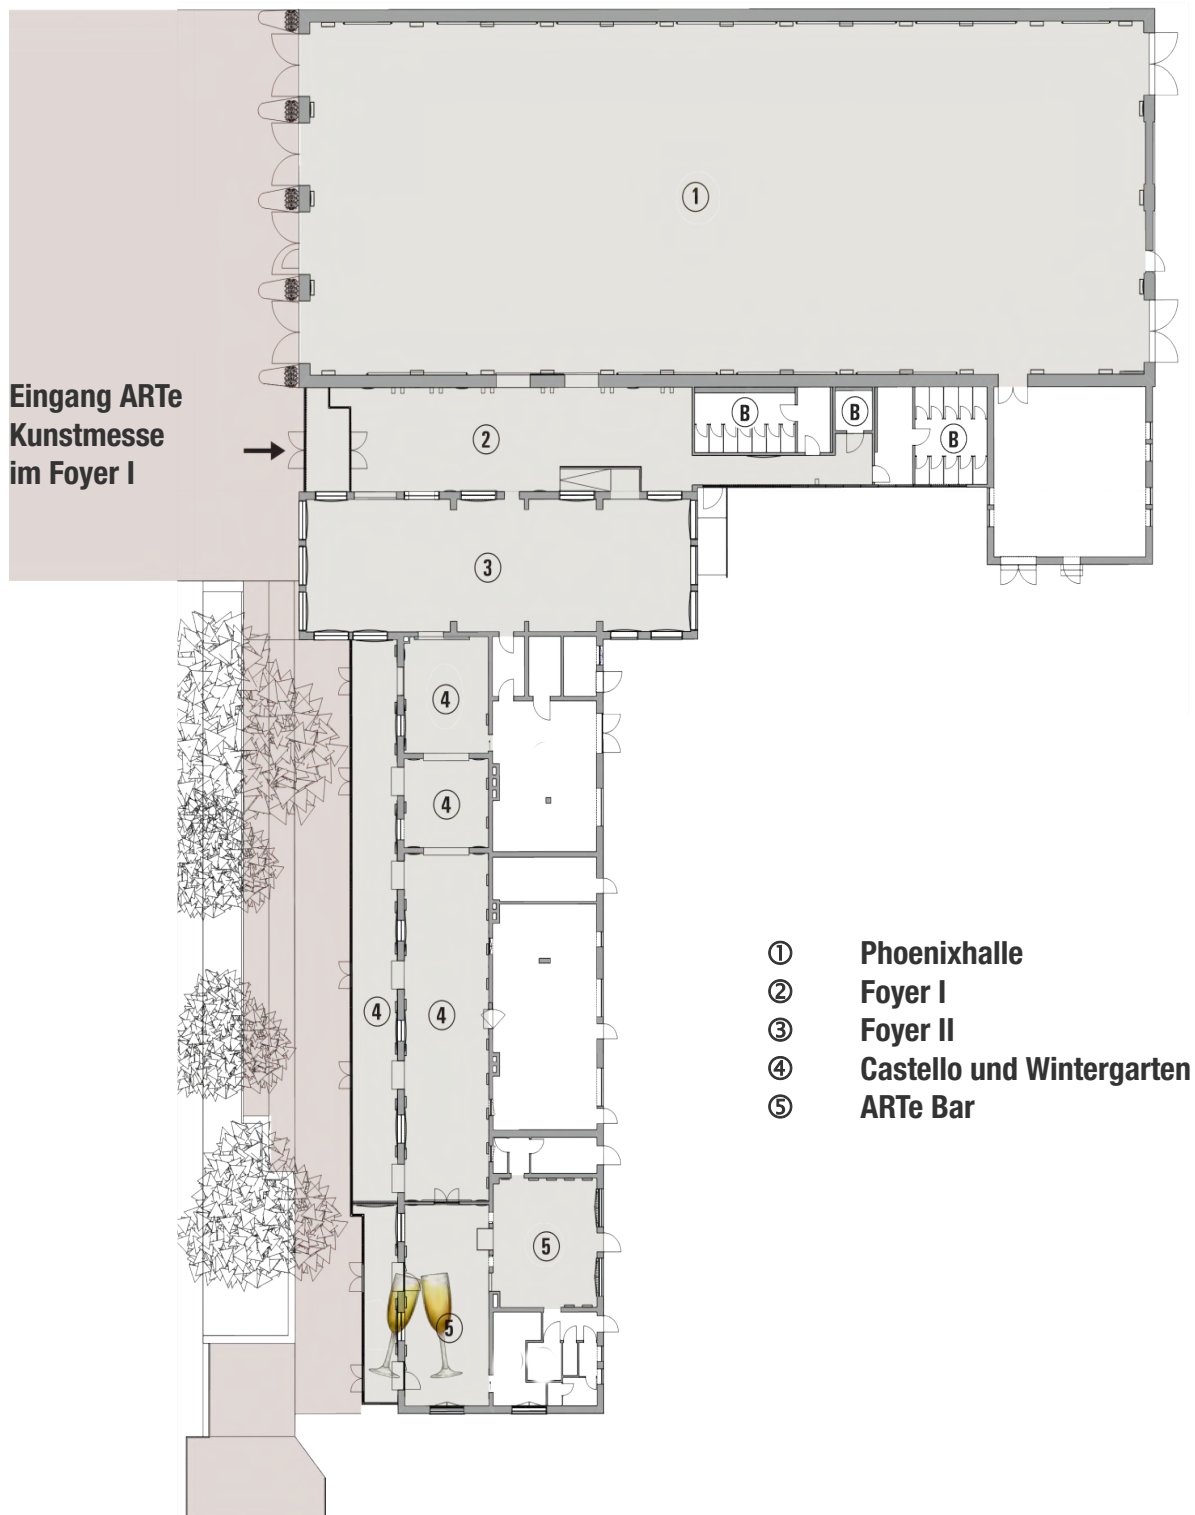 1
Eingang ARTe
Kunstmesse
im Foyer I
2
B
B
B
3
4
4
4
4
5
5
① Phoenixhalle
② Foyer I
③ Foyer II
④ Castello und Wintergarten
⑤ ARTe Bar